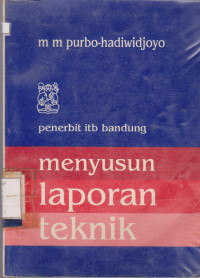 m m purbo-hadiwidjoyo
penerbit itb bandung
menyusun
laporan
teknik